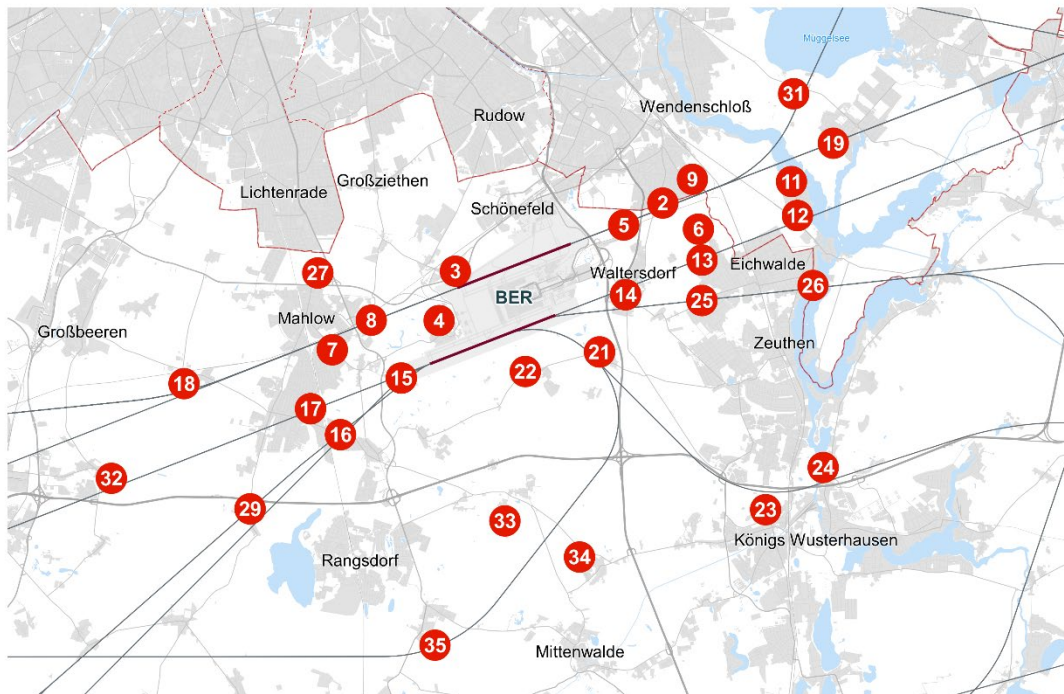 Müggelsee
31
Wendenschloß
Rudow
19
9
11
Lichtenrade
Großziethen
2
Schönefeld
12
5
6
13
Eichwalde
27
3
Waltersdorf
26
BER
14
25
Mahlow
8
4
Großbeeren
Zeuthen
7
21
22
18
15
17
16
24
32
29
23
33
Königs Wusterhausen
34
Rangsdorf
35
Mittenwalde